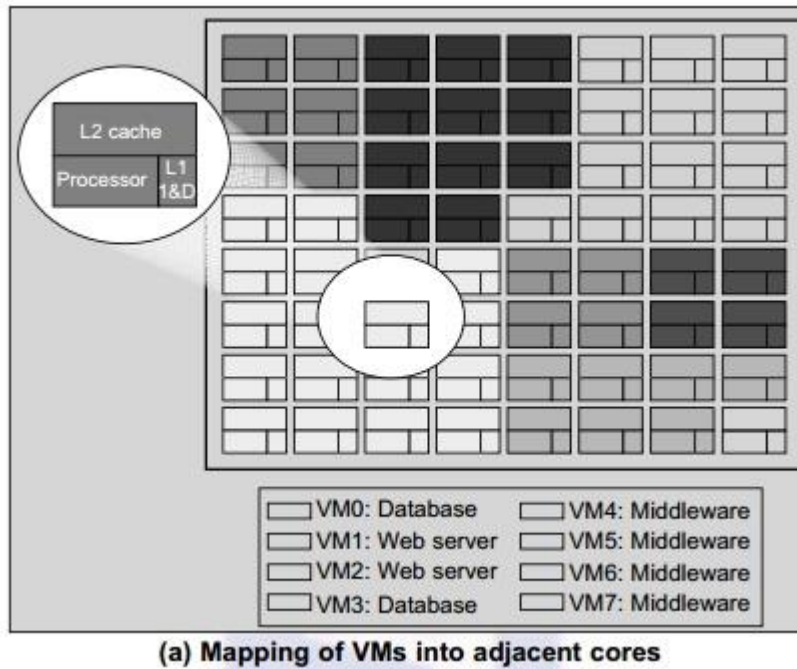 L2 cache
Processor
L1
1&D
VM0: Database
VM4: Middleware
VM1: Web server
VM5: Middleware
VM2: Web server
VM6: Middleware
VM3: Database
VM7: Middleware
(a) Mapping of VMs into adjacent cores